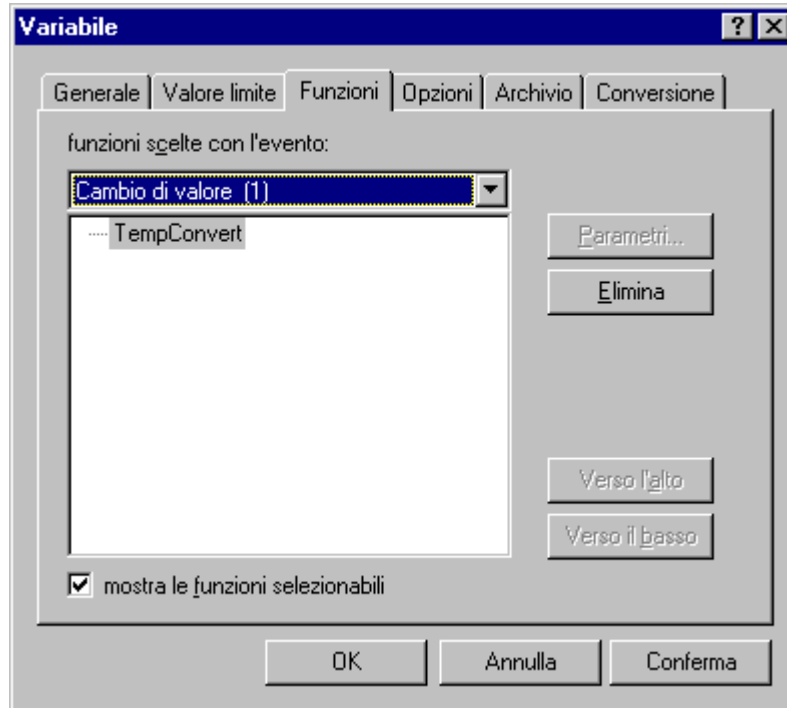 Variabile
Generale Valore limite Funzioni Opzioni Archivio Conversione
funzioni scelte con l'evento:
Cambio di valore (1)
TempConvert
Parametri...
Elimina
Verso l'alto
Verso il basso
mostra le funzioni selezionabili
OK Annulla Conferma